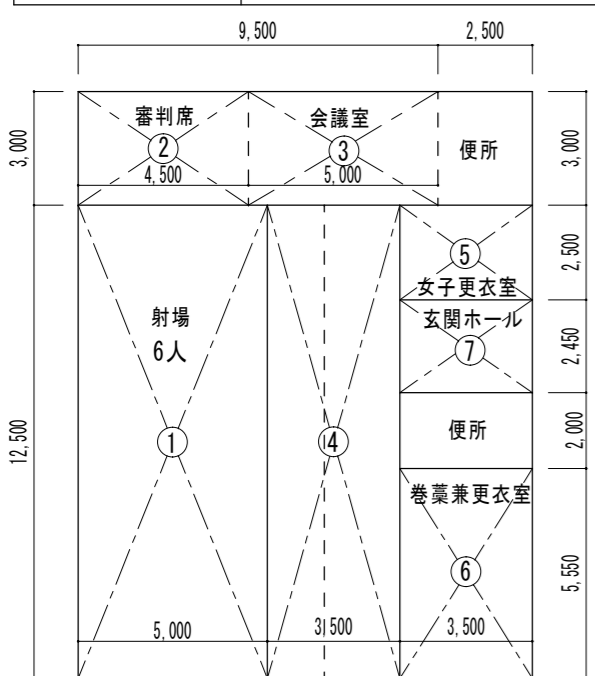 9,500
2,500
3,000
審判席
②
4,500
会議室
③
5,000
便所
3,000
12,500
射場
6人
①
④
⑤
女子更衣室
2,500
玄関ホール
⑦
2,450
便所
2,000
巻藁兼更衣室
⑥
5,550
5,000
3,500
3,500